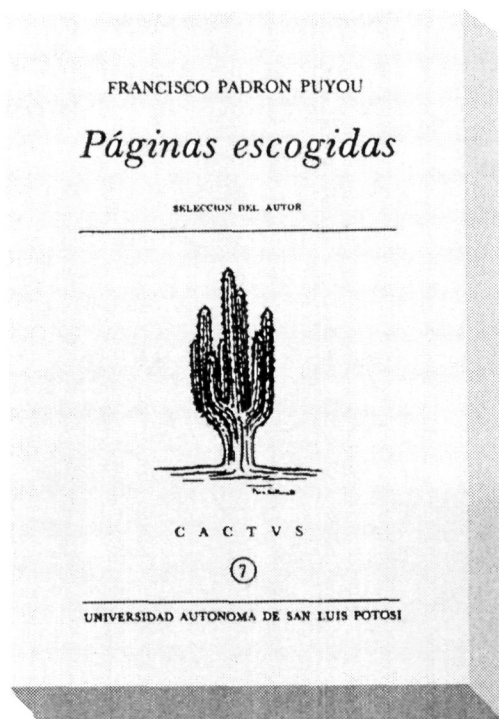 FRANCISCO PADRON PUYOU
Páginas escogidas
SELECCION DEL AUTOR
C A C T V S
7
UNIVERSIDAD AUTONOMA DE SAN LUIS POTOSI